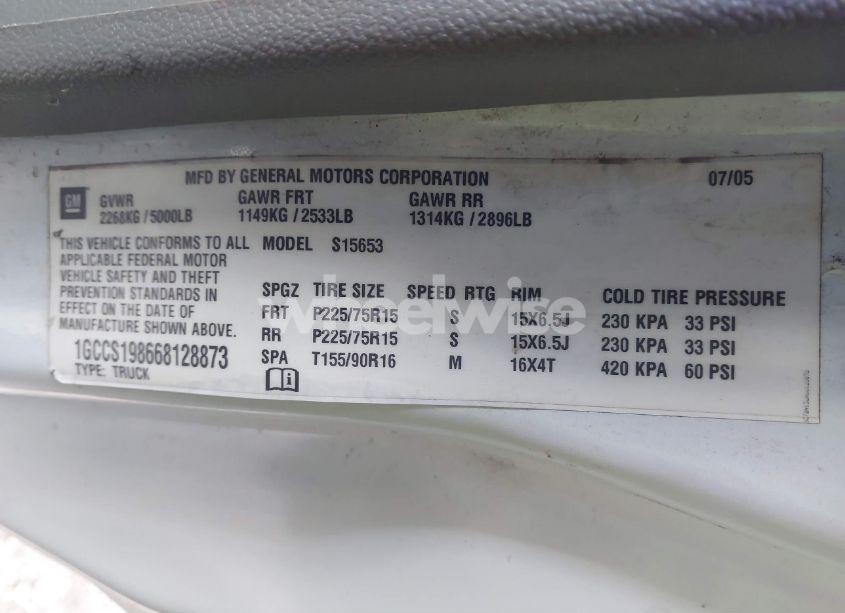 MFD BY GENERAL MOTORS CORPORATION 07/05
GM GVWR GAWR FRT GAWR RR
2268KG / 5000LB 1149KG / 2533LB 1314KG / 2896LB
THIS VEHICLE CONFORMS TO ALL
APPLICABLE FEDERAL MOTOR
VEHICLE SAFETY AND THEFT
PREVENTION STANDARDS IN
EFFECT ON THE DATE OF
MANUFACTURE SHOWN ABOVE.
1GCCS198668128873
TYPE: TRUCK
MODEL S15653
SPGZ TIRE SIZE SPEED RTG RIM COLD TIRE PRESSURE
FRT P225/75R15 S 15X6.5J 230 KPA 33 PSI
RR P225/75R15 S 15X6.5J 230 KPA 33 PSI
SPA T155/90R16 M 16X4T 420 KPA 60 PSI
wheelwise